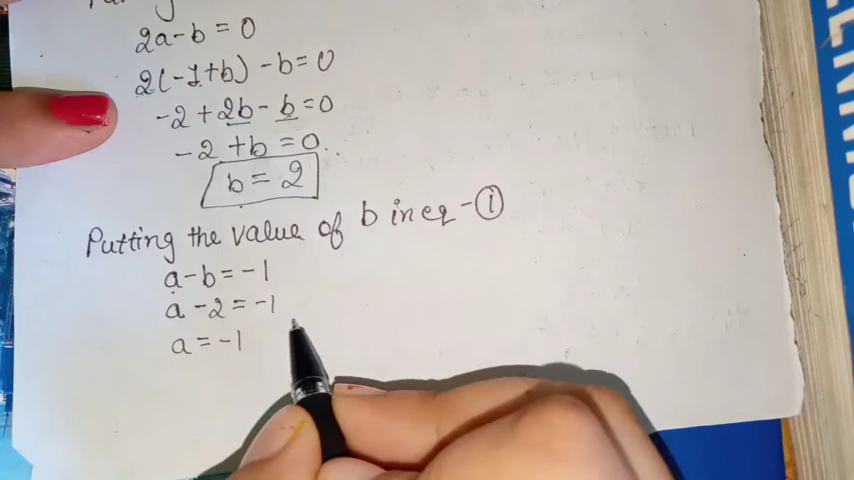 2a-b=0
2(-1+b)-b=0
-2+2b-b=0
-2+b=0
b=2
Putting the value of b in eq-(i)
a-b=-1
a-2=-1
a=-1